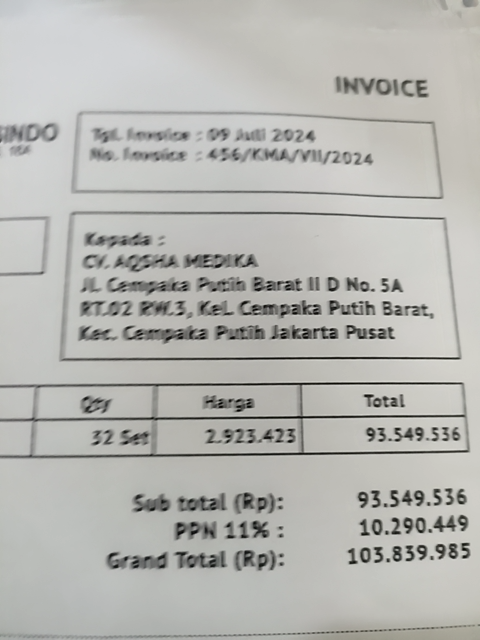 INVOICE
SINDO
Tgl. Invoice : 09 Juli 2024
No. Invoice : 456/KMA/VII/2024
Kepada :
CV. AQSHA MEDIKA
Jl. Cempaka Putih Barat II D No. 5A
RT.02 RW.3, Kel. Cempaka Putih Barat,
Kec. Cempaka Putih Jakarta Pusat
Qty Harga Total
32 Set 2.923.423 93.549.536
Sub total (Rp): 93.549.536
PPN 11% : 10.290.449
Grand Total (Rp): 103.839.985